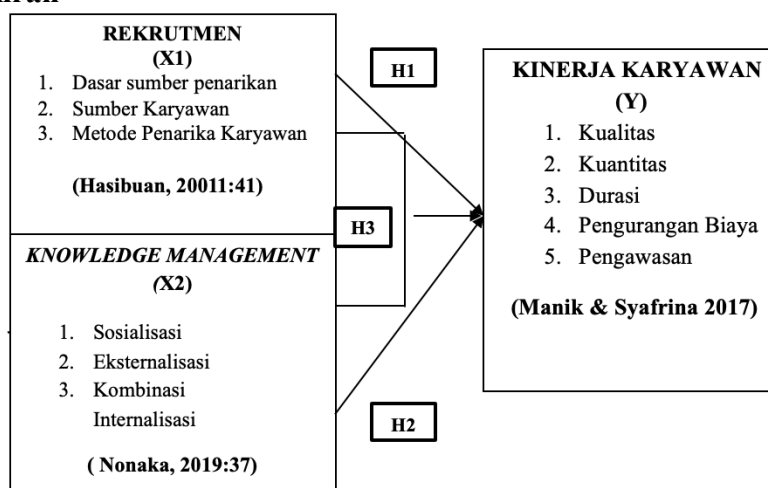 REKRUTMEN
(X1)
1. Dasar sumber penarikan
2. Sumber Karyawan
3. Metode Penarika Karyawan
(Hasibuan, 20011:41)
KNOWLEDGE MANAGEMENT
(X2)
1. Sosialisasi
2. Eksternalisasi
3. Kombinasi
Internalisasi
( Nonaka, 2019:37)
H1
H3
H2
KINERJA KARYAWAN
(Y)
1. Kualitas
2. Kuantitas
3. Durasi
4. Pengurangan Biaya
5. Pengawasan
(Manik & Syafrina 2017)